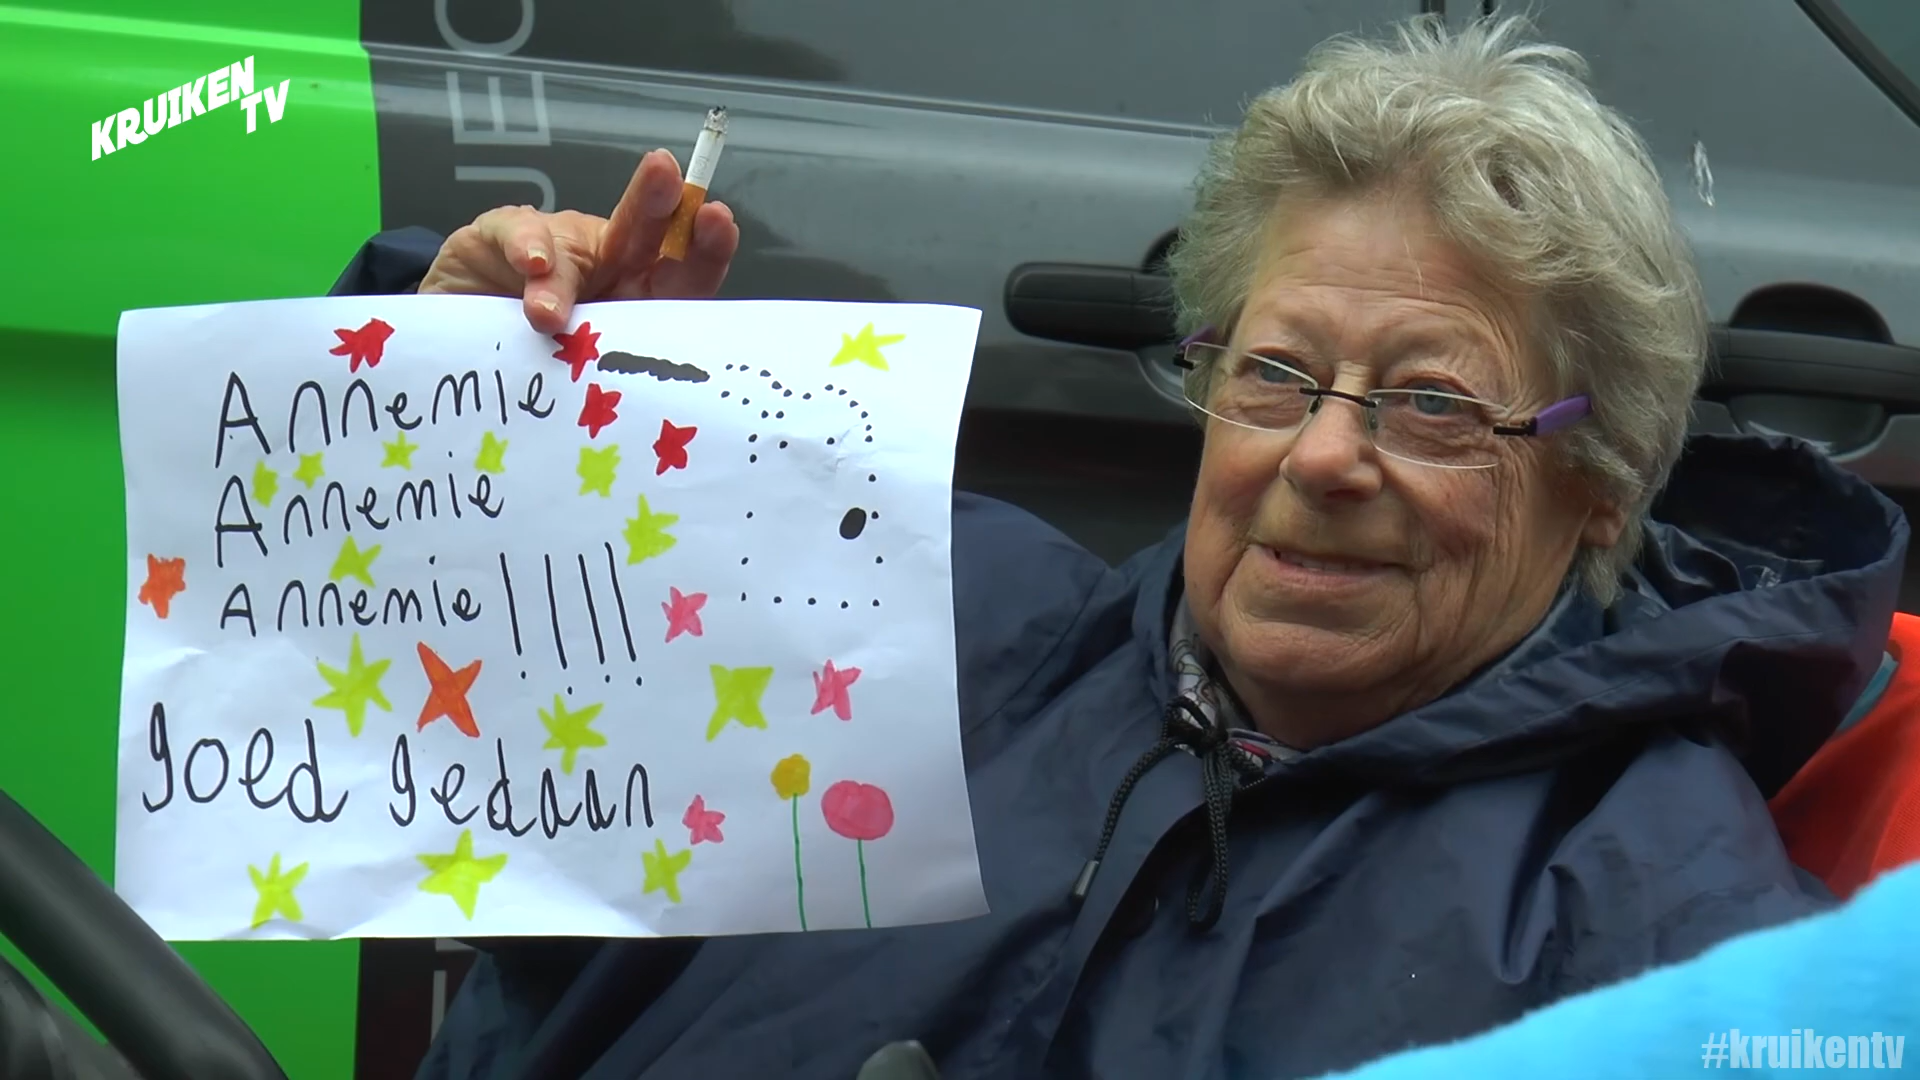 KRUIKEN
TV
Annemie
Annemie
Annemie!!!!
goed gedaan
#kruikentv